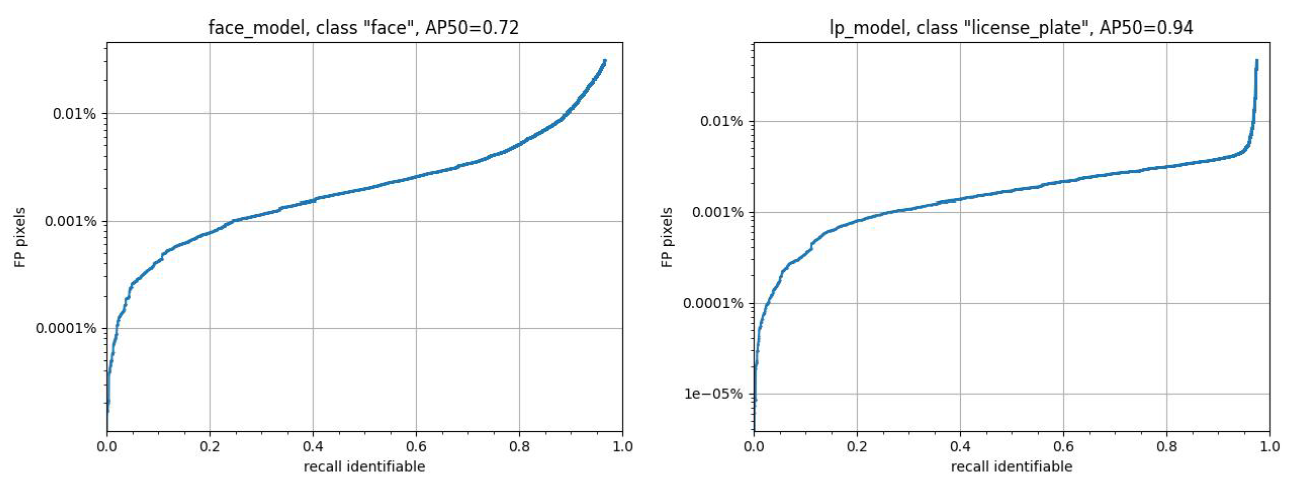 face_model, class "face", AP50=0.72
FP pixels
0.01%
0.001%
0.0001%
0.0 0.2 0.4 0.6 0.8 1.0
recall identifiable
lp_model, class "license_plate", AP50=0.94
FP pixels
0.01%
0.001%
0.0001%
1e−05%
0.0 0.2 0.4 0.6 0.8 1.0
recall identifiable